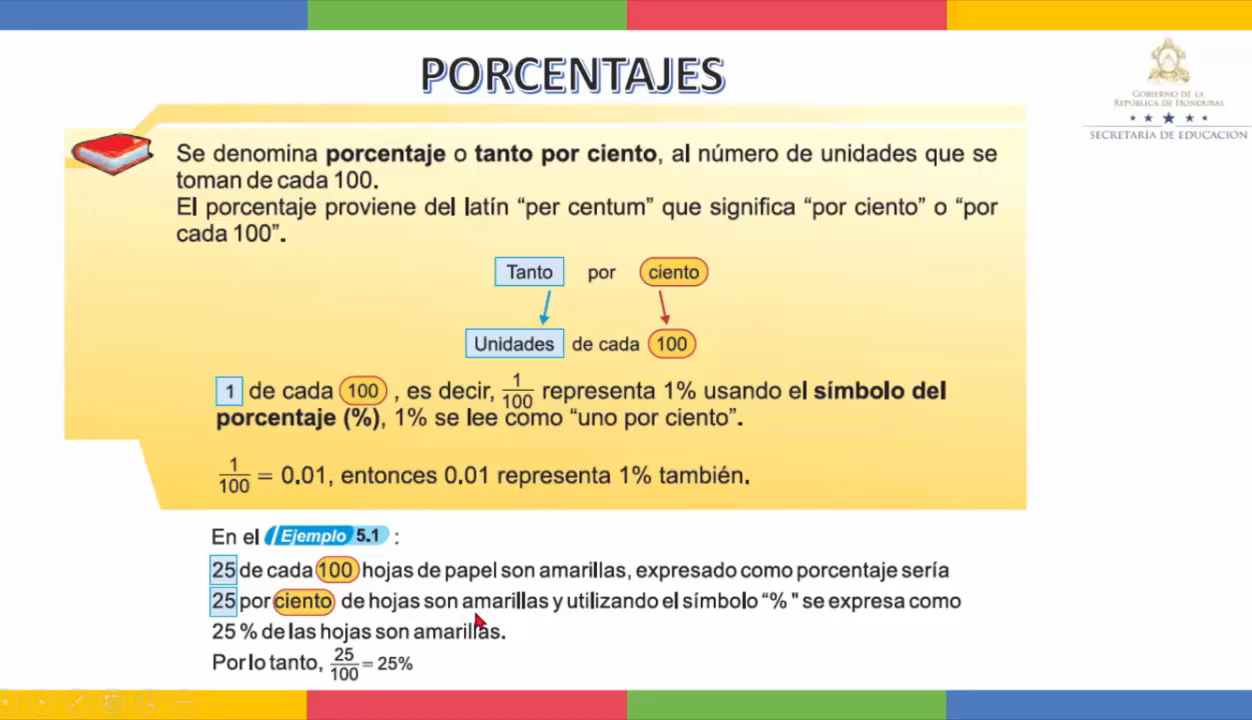 PORCENTAJES
GOBIERNO DE LA
REPÚBLICA DE HONDURAS
SECRETARÍA DE EDUCACIÓN
Se denomina porcentaje o tanto por ciento, al número de unidades que se
toman de cada 100.
El porcentaje proviene del latín “per centum” que significa “por ciento” o “por
cada 100”.
Tanto por ciento
Unidades de cada 100
1 de cada 100 , es decir, 1/100 representa 1% usando el símbolo del
porcentaje (%), 1% se lee como “uno por ciento”.
1/100 = 0.01, entonces 0.01 representa 1% también.
En el Ejemplo 5.1 :
25 de cada 100 hojas de papel son amarillas, expresado como porcentaje sería
25 por ciento de hojas son amarillas y utilizando el símbolo “% " se expresa como
25 % de las hojas son amarillas.
Por lo tanto, 25/100 = 25%